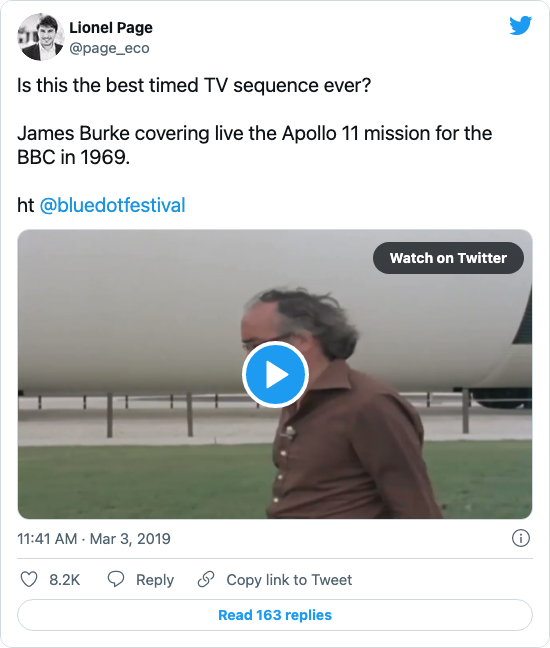 Lionel Page
@page_eco
Is this the best timed TV sequence ever?
James Burke covering live the Apollo 11 mission for the
BBC in 1969.
ht @bluedotfestival
Watch on Twitter
11:41 AM · Mar 3, 2019
8.2K Reply Copy link to Tweet
Read 163 replies